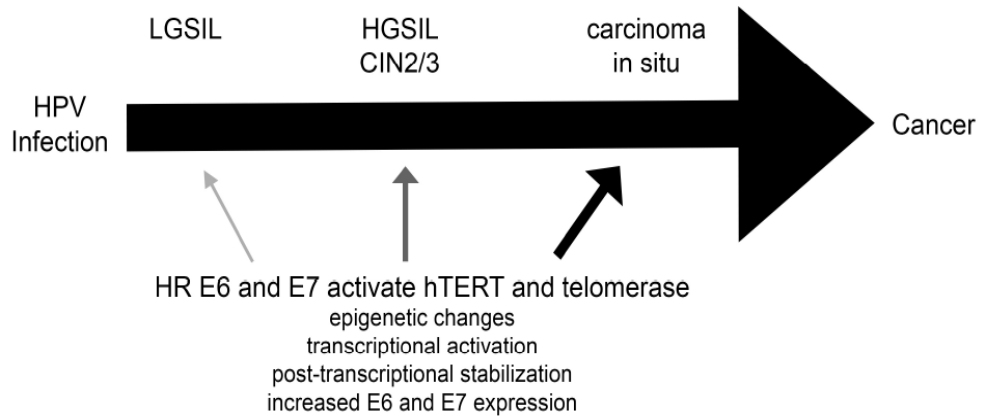 LGSIL
HGSIL
CIN2/3
carcinoma
in situ
HPV
Infection
Cancer
HR E6 and E7 activate hTERT and telomerase
epigenetic changes
transcriptional activation
post-transcriptional stabilization
increased E6 and E7 expression